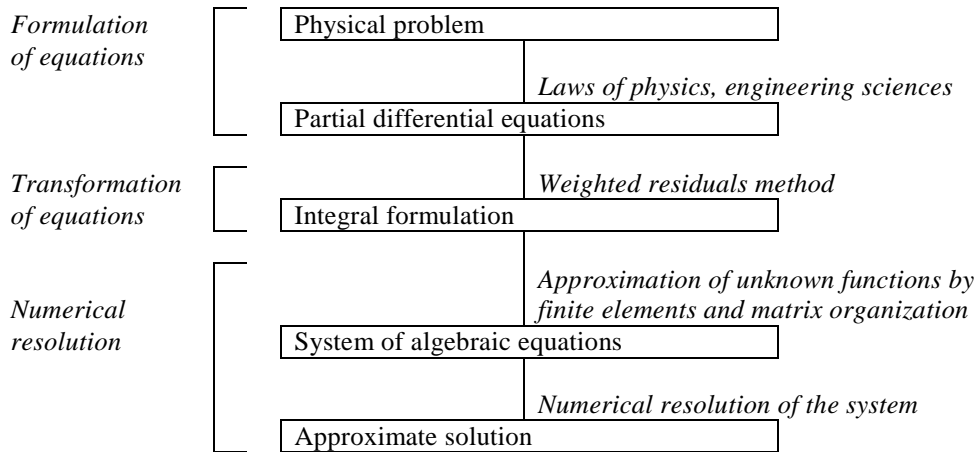 Formulation
of equations
Physical problem
Laws of physics, engineering sciences
Partial differential equations
Transformation
of equations
Weighted residuals method
Integral formulation
Numerical
resolution
Approximation of unknown functions by
finite elements and matrix organization
System of algebraic equations
Numerical resolution of the system
Approximate solution